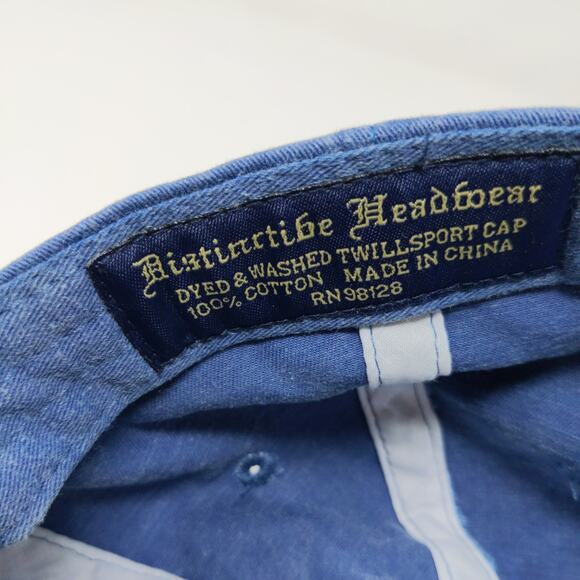 Distinctive Headwear
DYED & WASHED TWILLSPORT CAP
100% COTTON MADE IN CHINA
RN98128